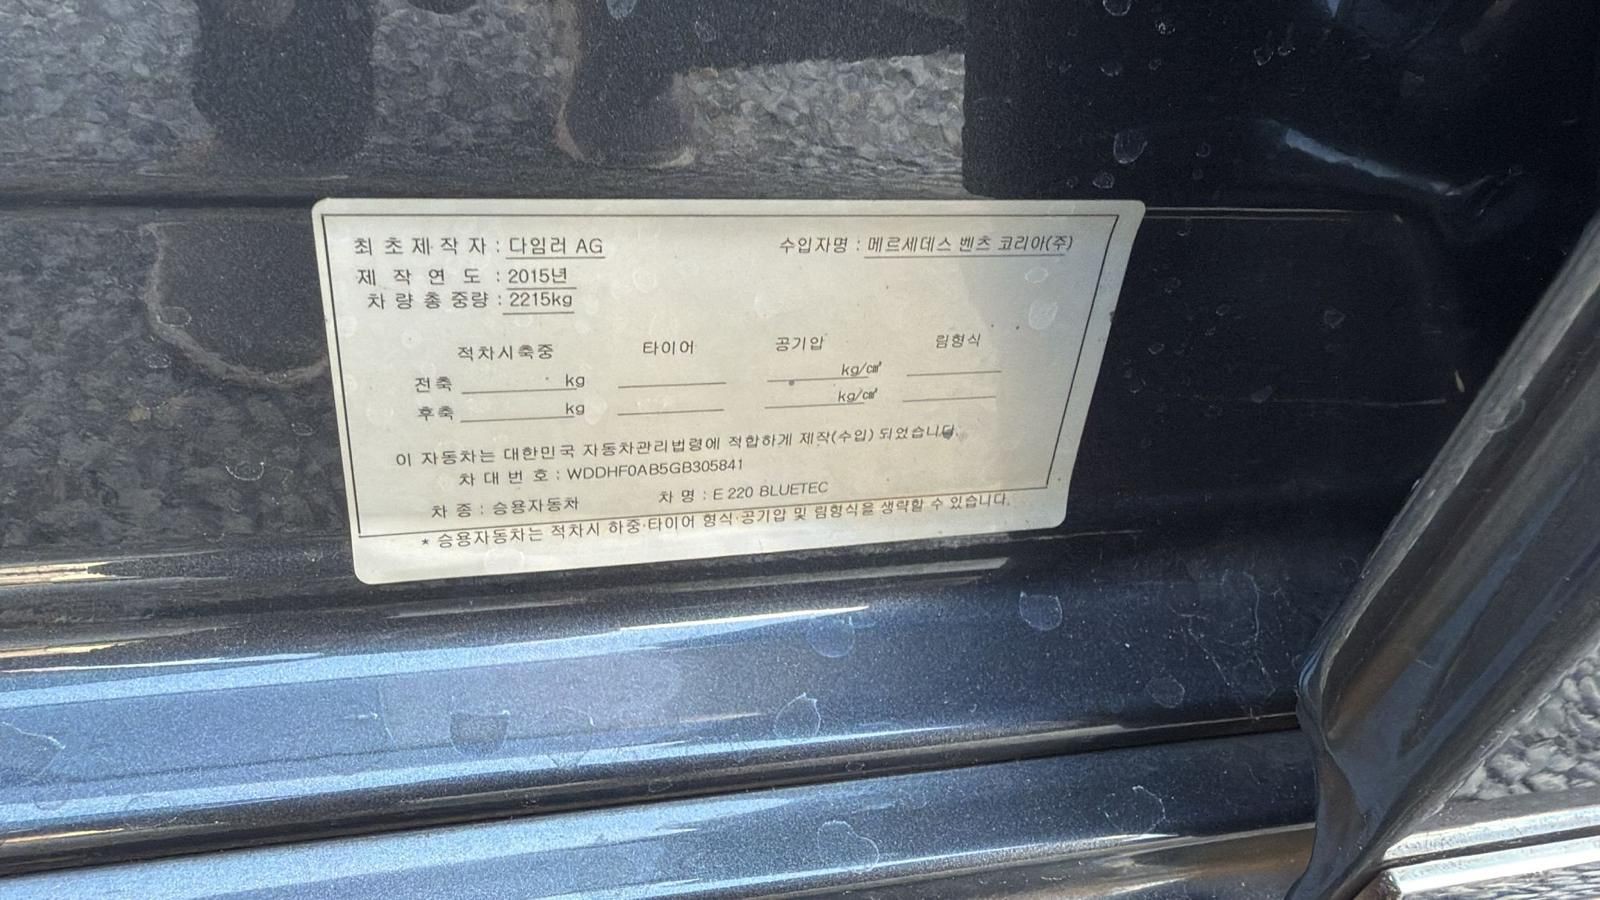 최초제작자 : 다임러 AG 수입자명 : 메르세데스 벤츠 코리아(주)
제작연도 : 2015년
차량총중량 : 2215kg
적차시축중 타이어 공기압 림형식
전축 kg kg/㎠
후축 kg kg/㎠
이 자동차는 대한민국 자동차관리법령에 적합하게 제작(수입) 되었습니다.
차대번호 : WDDHF0AB5GB305841
차종 : 승용자동차 차명 : E 220 BLUETEC
* 승용자동차는 적차시 하중·타이어 형식·공기압 및 림형식을 생략할 수 있습니다.